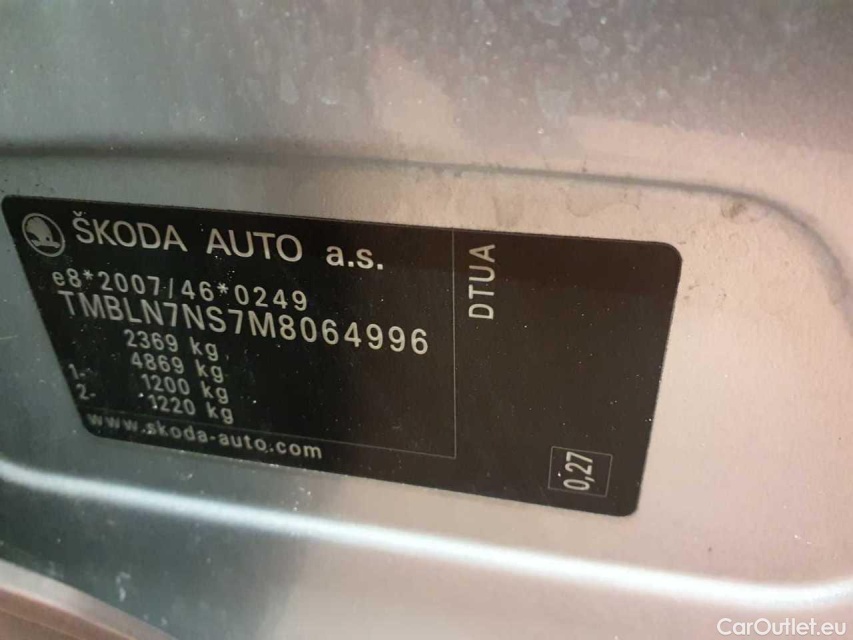 ŠKODA AUTO a.s.
e8*2007/46*0249
TMBLN7NS7M8064996
2369 kg
4869 kg
1- 1200 kg
2- 1220 kg
www.skoda-auto.com
DTUA
0,27
CarOutlet.eu